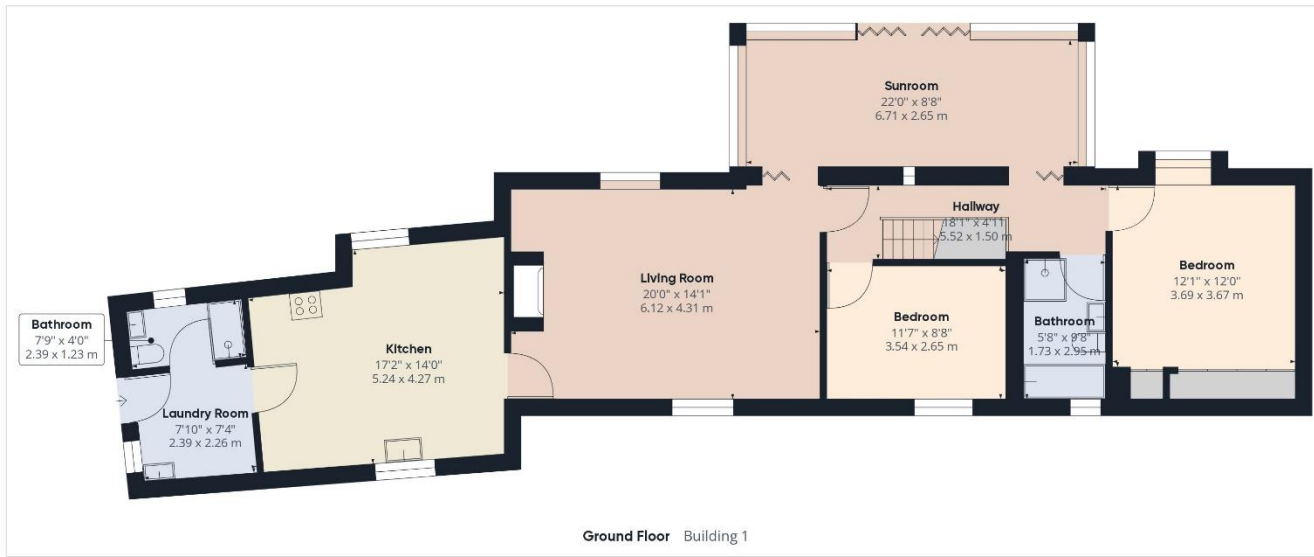 Sunroom
22'0" x 8'8"
6.71 x 2.65 m
Hallway
18'1" x 4'11"
5.52 x 1.50 m
Living Room
20'0" x 14'1"
6.12 x 4.31 m
Bedroom
12'1" x 12'0"
3.69 x 3.67 m
Bedroom
11'7" x 8'8"
3.54 x 2.65 m
Bathroom
5'8" x 9'8"
1.73 x 2.95 m
Bathroom
7'9" x 4'0"
2.39 x 1.23 m
Kitchen
17'2" x 14'0"
5.24 x 4.27 m
Laundry Room
7'10" x 7'4"
2.39 x 2.26 m
Ground Floor Building 1